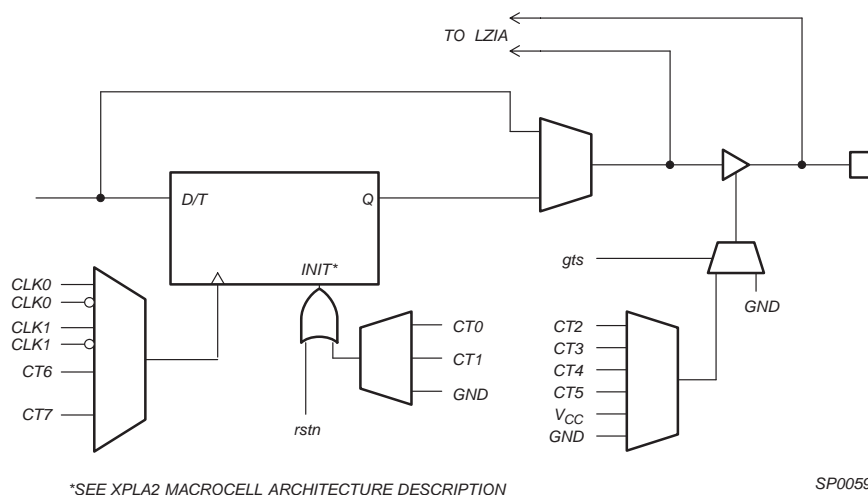 TO LZIA
D/T
Q
INIT*
CLK0
CLK0
CLK1
CLK1
CT6
CT7
rstn
CT0
CT1
GND
gts
GND
CT2
CT3
CT4
CT5
VCC
GND
*SEE XPLA2 MACROCELL ARCHITECTURE DESCRIPTION
SP0059